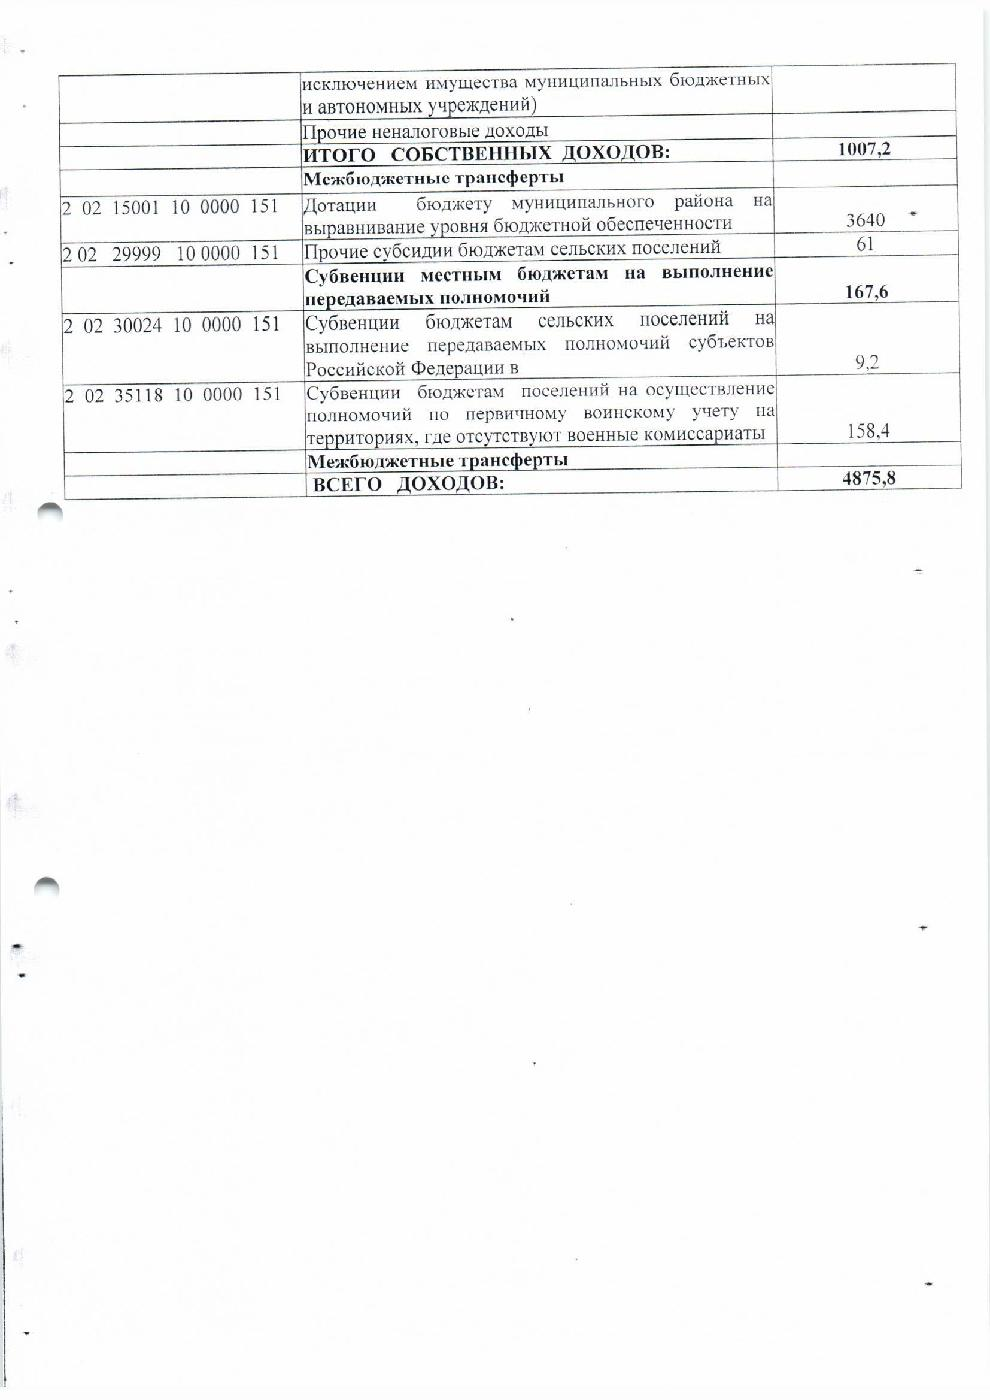 исключением имущества муниципальных бюджетных
и автономных учреждений)
Прочие неналоговые доходы
ИТОГО СОБСТВЕННЫХ ДОХОДОВ: 1007,2
Межбюджетные трансферты
2 02 15001 10 0000 151 Дотации бюджету муниципального района на
выравнивание уровня бюджетной обеспеченности 3640
2 02 29999 10 0000 151 Прочие субсидии бюджетам сельских поселений 61
Субвенции местным бюджетам на выполнение
передаваемых полномочий 167,6
2 02 30024 10 0000 151 Субвенции бюджетам сельских поселений на
выполнение передаваемых полномочий субъектов
Российской Федерации в 9,2
2 02 35118 10 0000 151 Субвенции бюджетам поселений на осуществление
полномочий по первичному воинскому учету на
территориях, где отсутствуют военные комиссариаты 158,4
Межбюджетные трансферты
ВСЕГО ДОХОДОВ: 4875,8